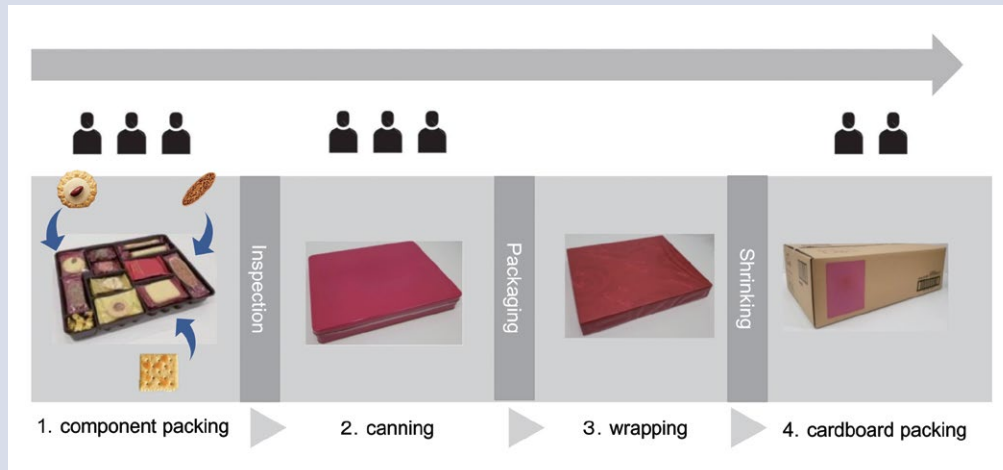 Inspection
Packaging
Shrinking
1. component packing
2. canning
3. wrapping
4. cardboard packing